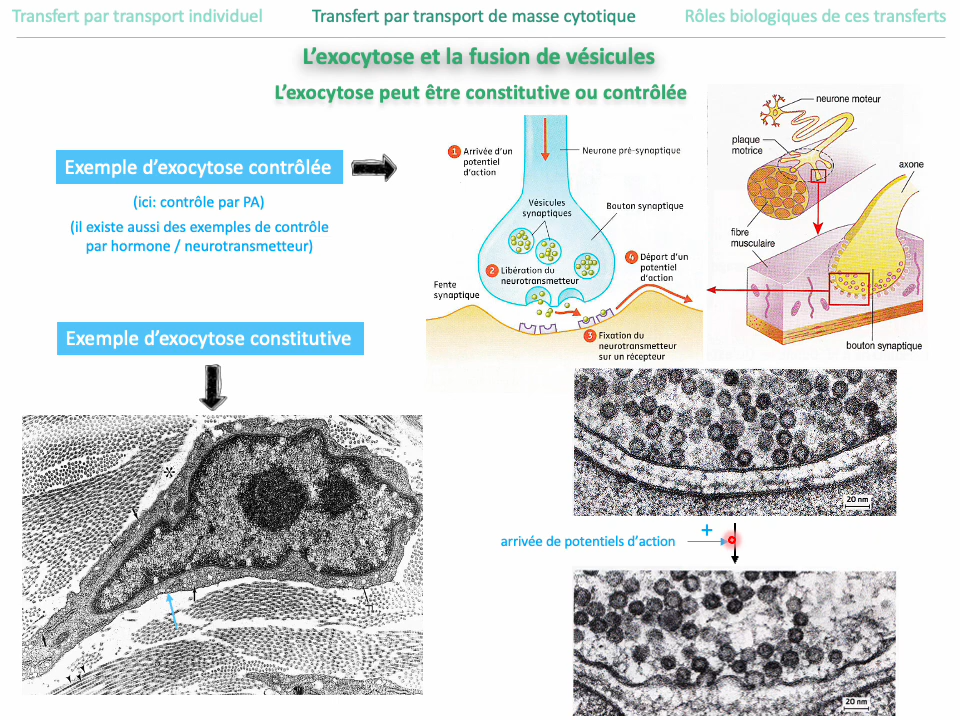 Transfert par transport individuel
Transfert par transport de masse cytotique
Rôles biologiques de ces transferts
L'exocytose et la fusion de vésicules
L'exocytose peut être constitutive ou contrôlée
Exemple d'exocytose contrôlée
(ici: contrôle par PA)
(il existe aussi des exemples de contrôle
par hormone / neurotransmetteur)
1 Arrivée d'un
potentiel
d'action
Neurone pré-synaptique
Vésicules
synaptiques
Bouton synaptique
2 Libération du
neurotransmetteur
4 Départ d'un
potentiel
d'action
Fente
synaptique
3 Fixation du
neurotransmetteur
sur un récepteur
neurone moteur
plaque
motrice
axone
fibre
musculaire
bouton synaptique
Exemple d'exocytose constitutive
*
20 nm
+
arrivée de potentiels d'action
20 nm